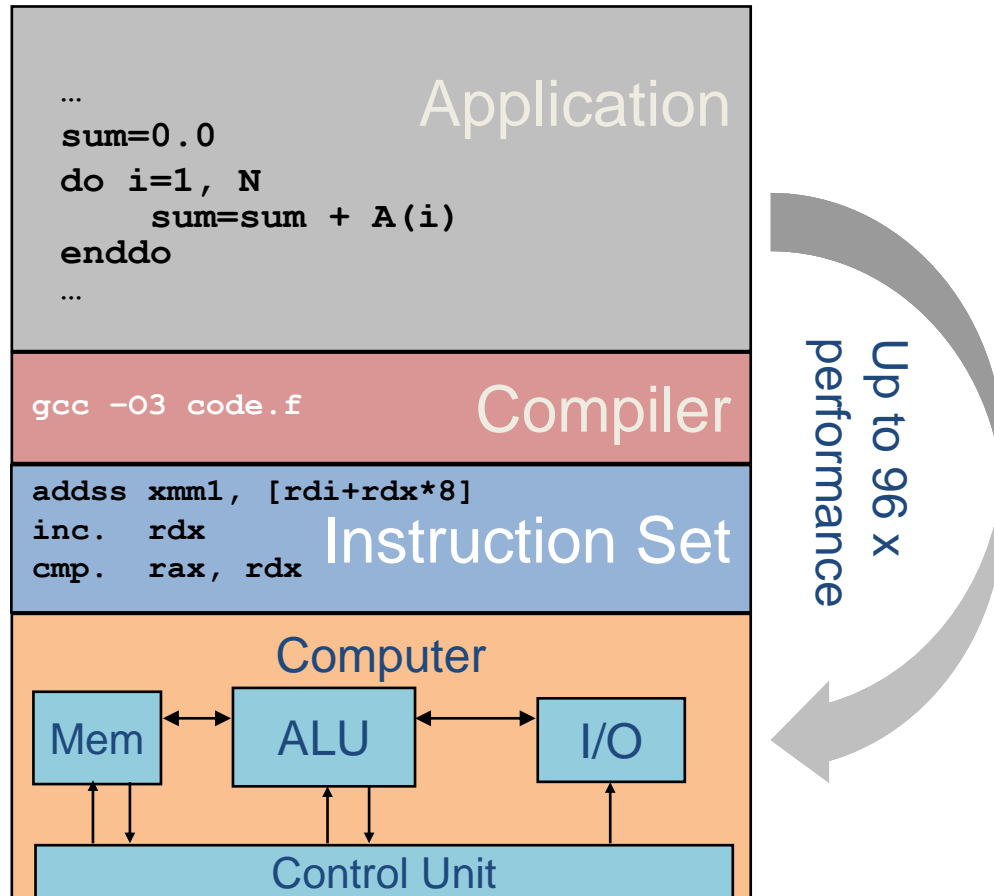 Application
…
sum=0.0
do i=1, N
sum=sum + A(i)
enddo
…
gcc –O3 code.f
Compiler
addss xmm1, [rdi+rdx*8]
inc. rdx
cmp. rax, rdx
Instruction Set
Computer
Mem
ALU
I/O
Control Unit
Up to 96 x
performance